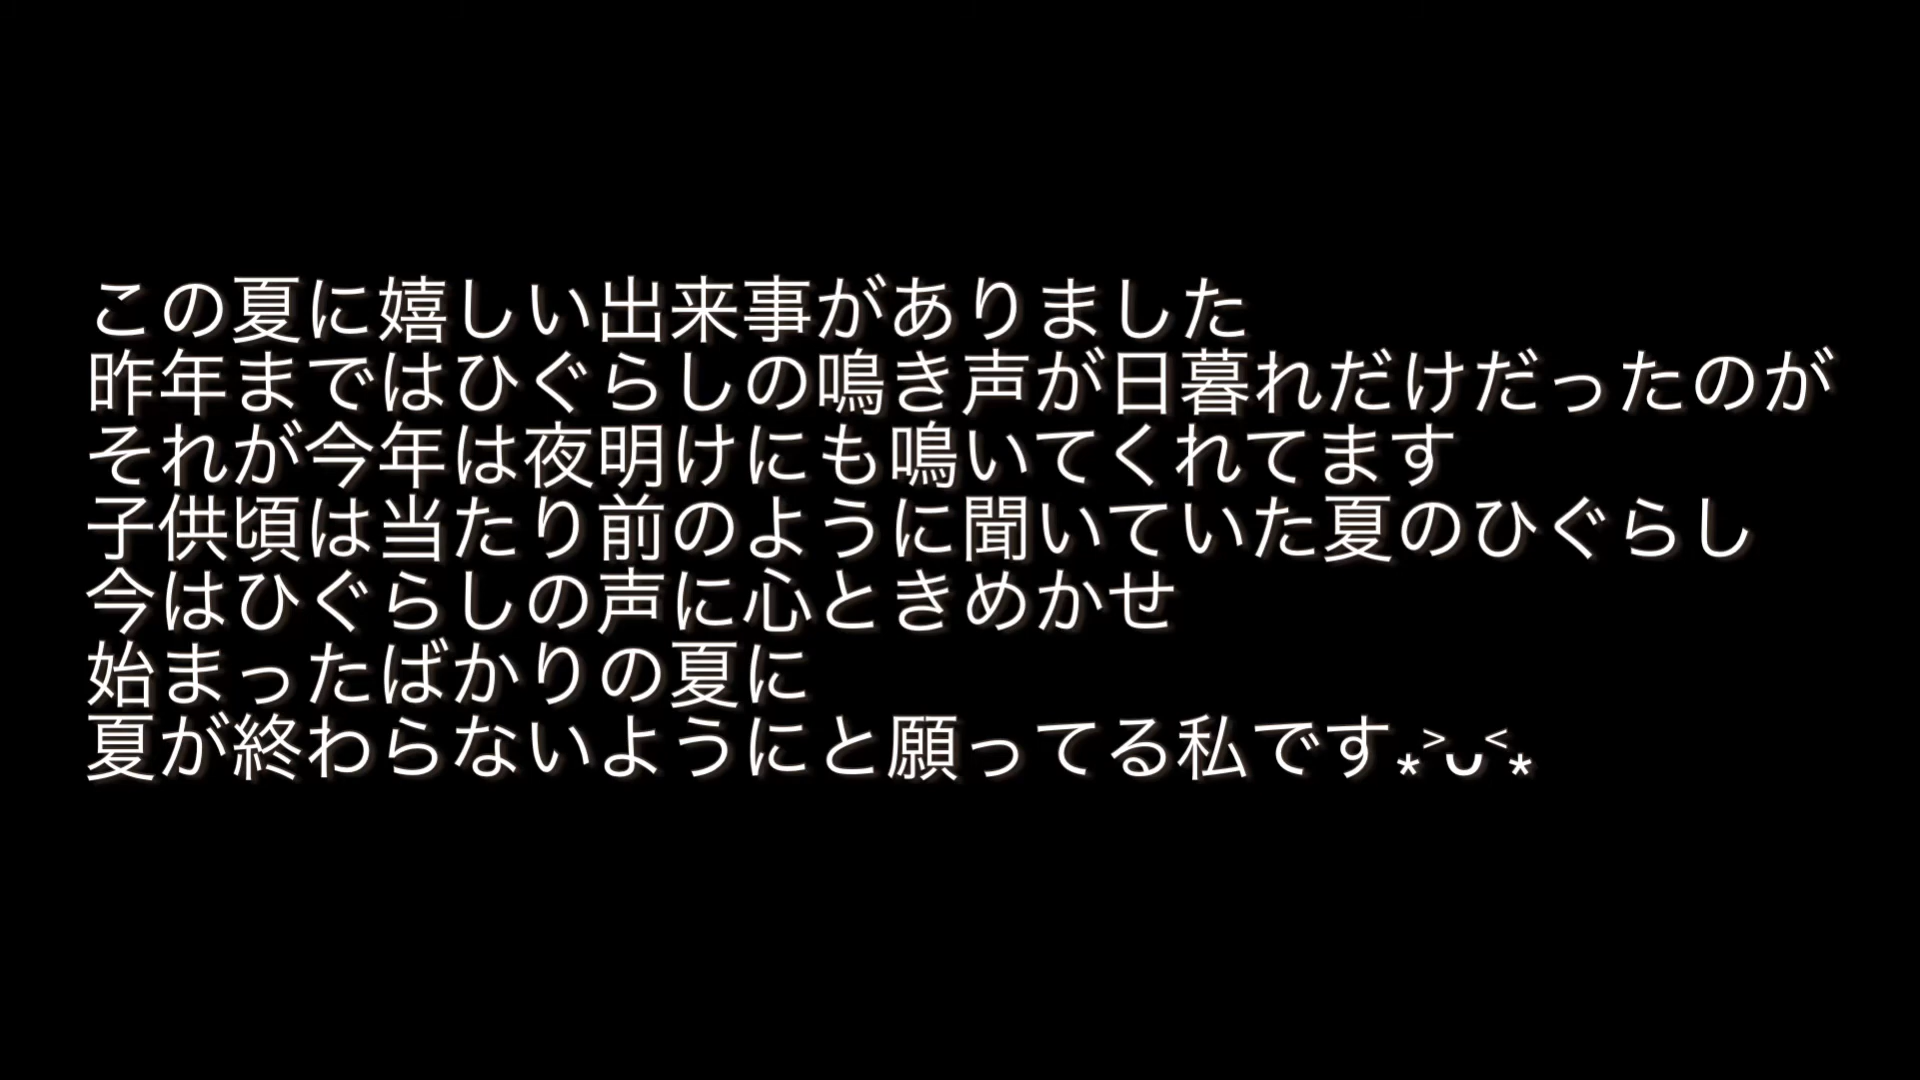 この夏に嬉しい出来事がありました
昨年まではひぐらしの鳴き声が日暮れだけだったのが
それが今年は夜明けにも鳴いてくれてます
子供頃は当たり前のように聞いていた夏のひぐらし
今はひぐらしの声に心ときめかせ
始まったばかりの夏に
夏が終わらないようにと願ってる私です⁎˃ᴗ˂⁎